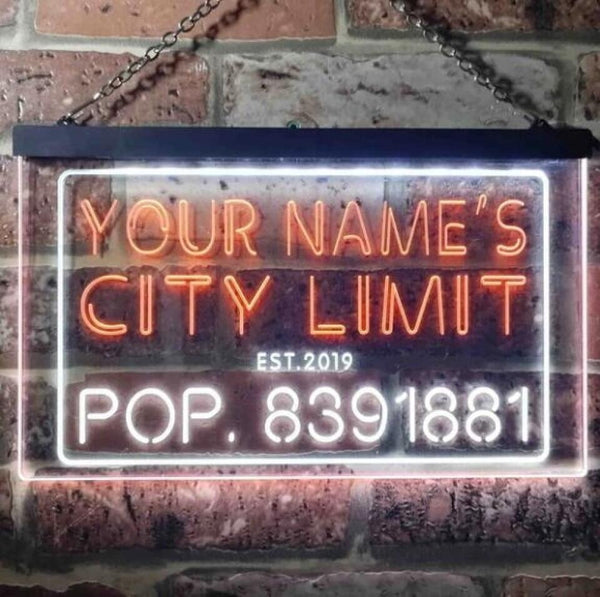 YOUR NAME'S
CITY LIMIT
EST.2019
POP. 8391881